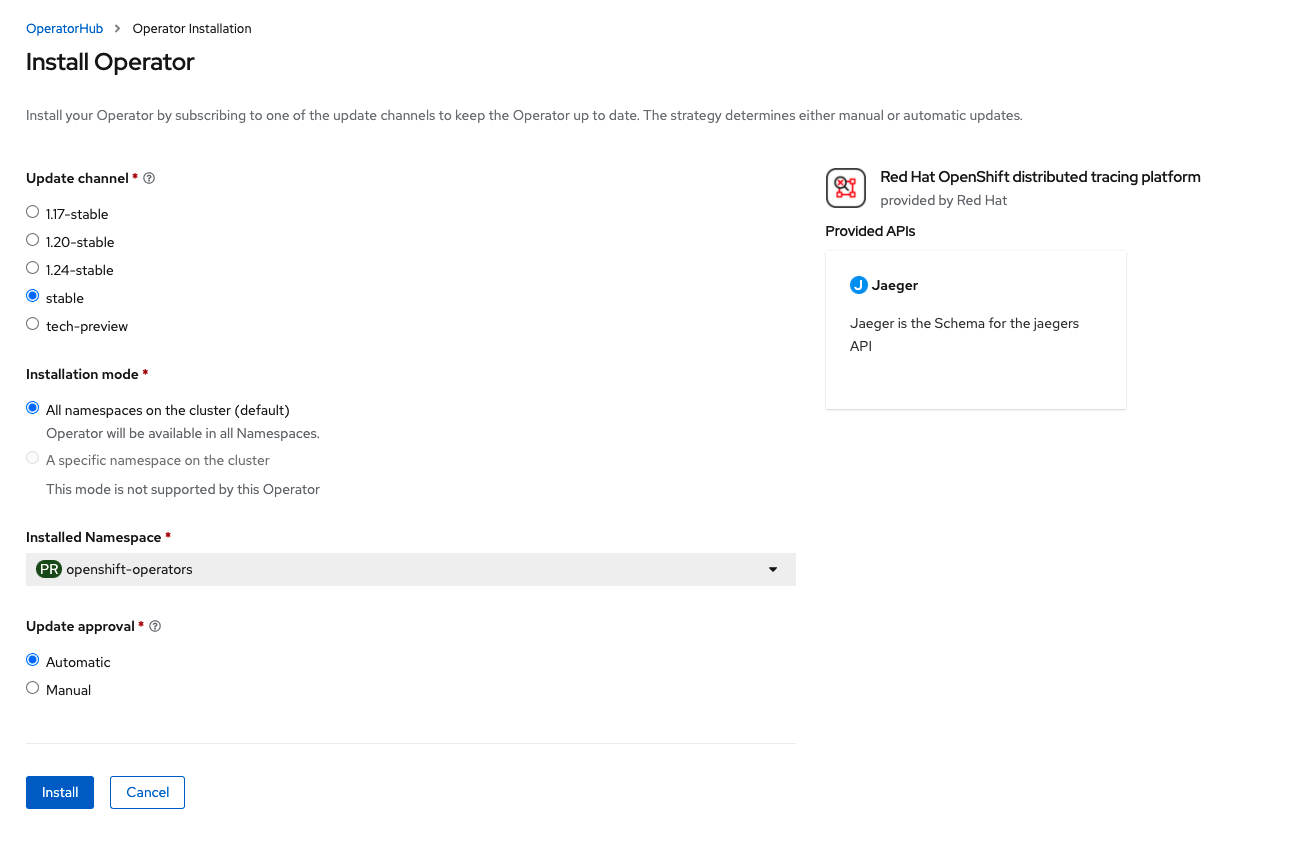 OperatorHub > Operator Installation
Install Operator
Install your Operator by subscribing to one of the update channels to keep the Operator up to date. The strategy determines either manual or automatic updates.
Update channel *
1.17-stable
1.20-stable
1.24-stable
stable
tech-preview
Installation mode *
All namespaces on the cluster (default)
Operator will be available in all Namespaces.
A specific namespace on the cluster
This mode is not supported by this Operator
Installed Namespace *
PR openshift-operators
Update approval *
Automatic
Manual
Install
Cancel
Red Hat OpenShift distributed tracing platform
provided by Red Hat
Provided APIs
J Jaeger
Jaeger is the Schema for the jaegers
API